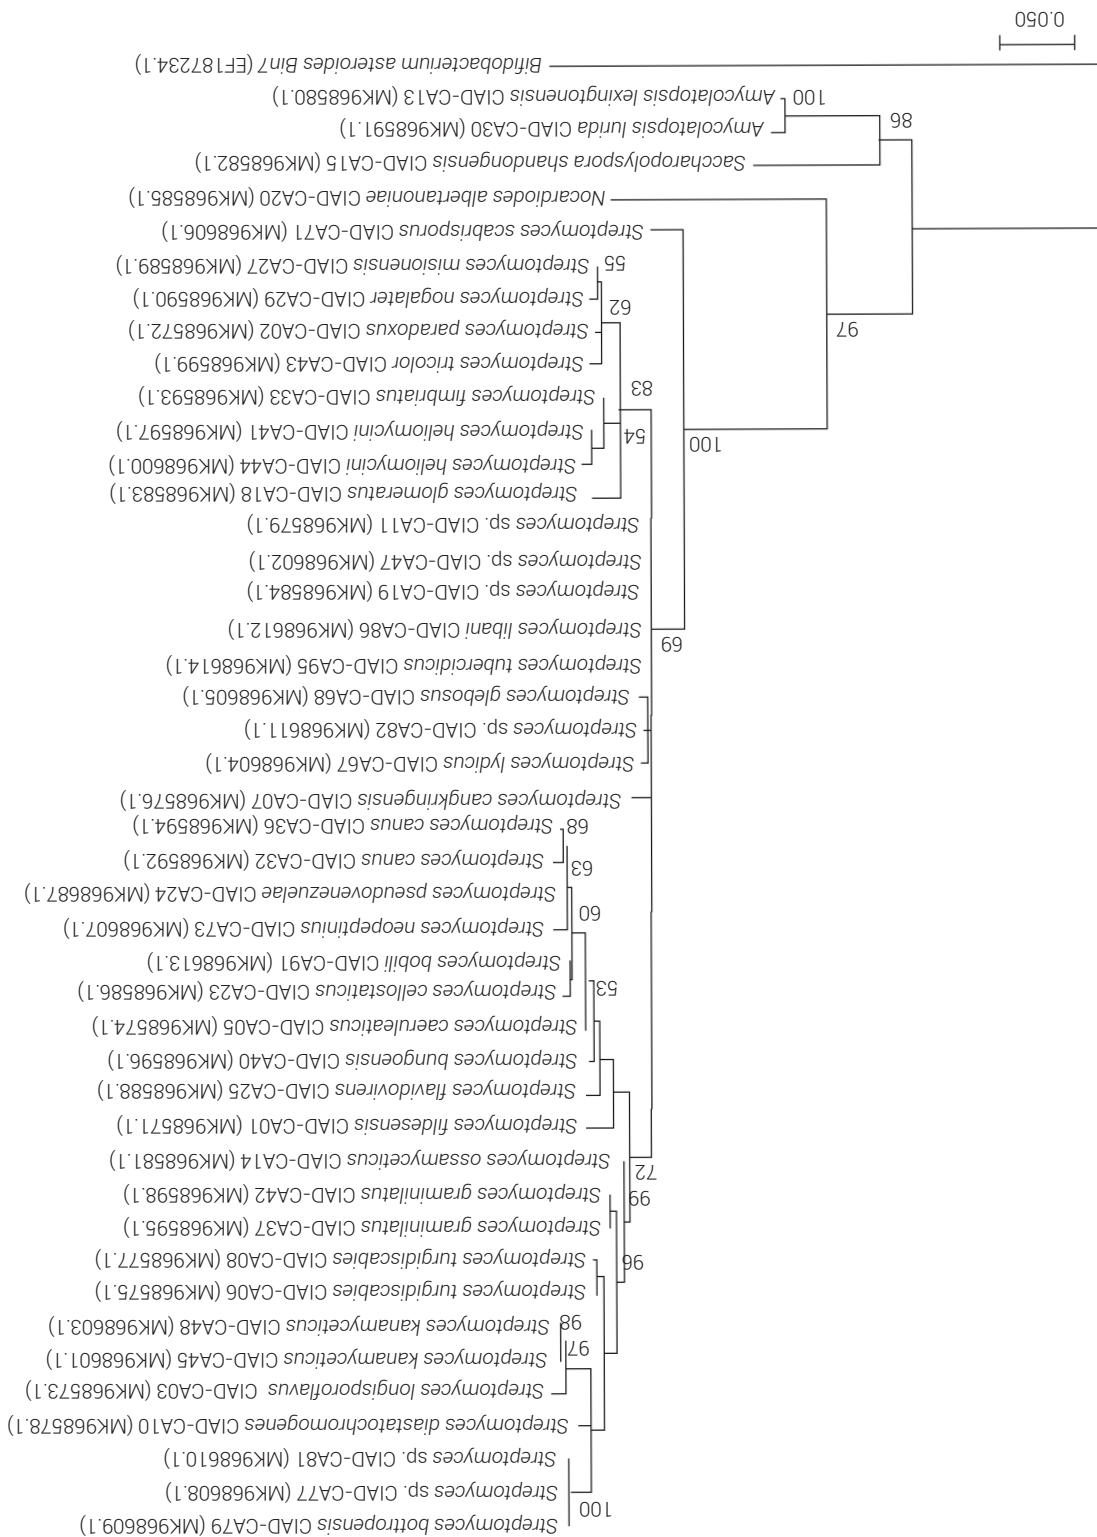 Streptomyces bottropensis CIAD-CA79 (MK968609.1)
100
Streptomyces sp. CIAD-CA77 (MK968608.1)
Streptomyces sp. CIAD-CA81 (MK968610.1)
Streptomyces diastatochromogenes CIAD-CA10 (MK968578.1)
Streptomyces longisporoflavus CIAD-CA03 (MK968573.1)
97
Streptomyces kanamyceticus CIAD-CA45 (MK968601.1)
98
Streptomyces kanamyceticus CIAD-CA48 (MK968603.1)
Streptomyces turgidiscabies CIAD-CA06 (MK968575.1)
96
Streptomyces turgidiscabies CIAD-CA08 (MK968577.1)
Streptomyces graminilatus CIAD-CA37 (MK968595.1)
99
Streptomyces graminilatus CIAD-CA42 (MK968598.1)
72
Streptomyces ossamyceticus CIAD-CA14 (MK968581.1)
Streptomyces fildesensis CIAD-CA01 (MK968571.1)
Streptomyces flavidovirens CIAD-CA25 (MK968588.1)
Streptomyces bungoensis CIAD-CA40 (MK968596.1)
Streptomyces caeruleaticus CIAD-CA05 (MK968574.1)
53
Streptomyces cellostaticus CIAD-CA23 (MK968586.1)
Streptomyces bobili CIAD-CA91 (MK968613.1)
Streptomyces neopeptinius CIAD-CA73 (MK968607.1)
60
Streptomyces pseudovenezuelae CIAD-CA24 (MK968687.1)
63
Streptomyces canus CIAD-CA32 (MK968592.1)
68
Streptomyces canus CIAD-CA36 (MK968594.1)
Streptomyces cangkringensis CIAD-CA07 (MK968576.1)
Streptomyces lydicus CIAD-CA67 (MK968604.1)
Streptomyces sp. CIAD-CA82 (MK968611.1)
Streptomyces glebosus CIAD-CA68 (MK968605.1)
Streptomyces tubercidicus CIAD-CA95 (MK968614.1)
69
Streptomyces libani CIAD-CA86 (MK968612.1)
Streptomyces sp. CIAD-CA19 (MK968584.1)
Streptomyces sp. CIAD-CA47 (MK968602.1)
Streptomyces sp. CIAD-CA11 (MK968579.1)
Streptomyces glomeratus CIAD-CA18 (MK968583.1)
Streptomyces heliomycini CIAD-CA44 (MK968600.1)
100
54
Streptomyces heliomycini CIAD-CA41 (MK968597.1)
Streptomyces fimbriatus CIAD-CA33 (MK968593.1)
83
Streptomyces tricolor CIAD-CA43 (MK968599.1)
Streptomyces paradoxus CIAD-CA02 (MK968572.1)
97
62
Streptomyces nogalater CIAD-CA29 (MK968590.1)
55
Streptomyces misionensis CIAD-CA27 (MK968589.1)
Streptomyces scabrisporus CIAD-CA71 (MK968606.1)
Nocardiodes albertanoniae CIAD-CA20 (MK968585.1)
Saccharopolyspora shandongensis CIAD-CA15 (MK968582.1)
Amycolatopsi lurida CIAD-CA30 (MK968591.1)
86
100
Amycolatopsis lexingtonensis CIAD-CA13 (MK968580.1)
Bifidobacterium asteroides Bin7 (EF187234.1)
0.050